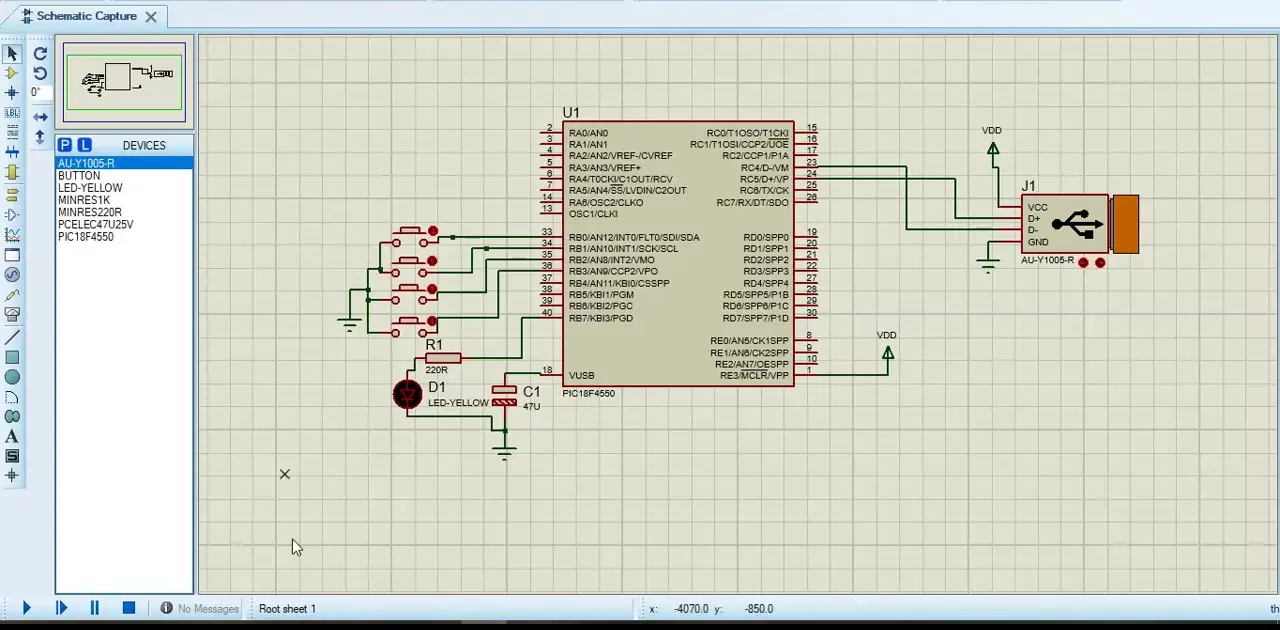 Schematic Capture
0°
LBL
P L DEVICES
AU-Y1005-R
BUTTON
LED-YELLOW
MINRES1K
MINRES220R
PCELEC47U25V
PIC18F4550
A
S
U1
2 RA0/AN0
3 RA1/AN1
4 RA2/AN2/VREF-/CVREF
5 RA3/AN3/VREF+
6 RA4/T0CKI/C1OUT/RCV
7 RA5/AN4/SS/LVDIN/C2OUT
14 RA6/OSC2/CLKO
13 OSC1/CLKI
33 RB0/AN12/INT0/FLT0/SDI/SDA
34 RB1/AN10/INT1/SCK/SCL
35 RB2/AN8/INT2/VMO
36 RB3/AN9/CCP2/VPO
37 RB4/AN11/KBI0/CSSPP
38 RB5/KBI1/PGM
39 RB6/KBI2/PGC
40 RB7/KBI3/PGD
18 VUSB
RC0/T1OSO/T1CKI 15
RC1/T1OSI/CCP2/UOE 16
RC2/CCP1/P1A 17
RC4/D-/VM 23
RC5/D+/VP 24
RC6/TX/CK 25
RC7/RX/DT/SDO 26
RD0/SPP0 19
RD1/SPP1 20
RD2/SPP2 21
RD3/SPP3 22
RD4/SPP4 27
RD5/SPP5/P1B 28
RD6/SPP6/P1C 29
RD7/SPP7/P1D 30
RE0/AN5/CK1SPP 8
RE1/AN6/CK2SPP 9
RE2/AN7/OESPP 10
RE3/MCLR/VPP 1
PIC18F4550
R1
220R
D1
LED-YELLOW
C1
47U
VDD
VDD
J1
VCC
D+
D-
GND
AU-Y1005-R
No Messages
Root sheet 1
x: -4070.0 y: -850.0
th